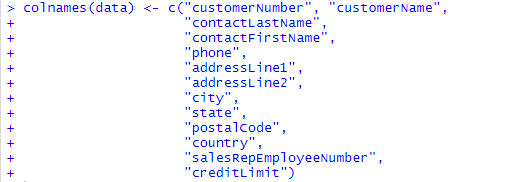 > colnames(data) <- c("customerNumber", "customerName",
+ "contactLastName",
+ "contactFirstName",
+ "phone",
+ "addressLine1",
+ "addressLine2",
+ "city",
+ "state",
+ "postalCode",
+ "country",
+ "salesRepEmployeeNumber",
+ "creditLimit")